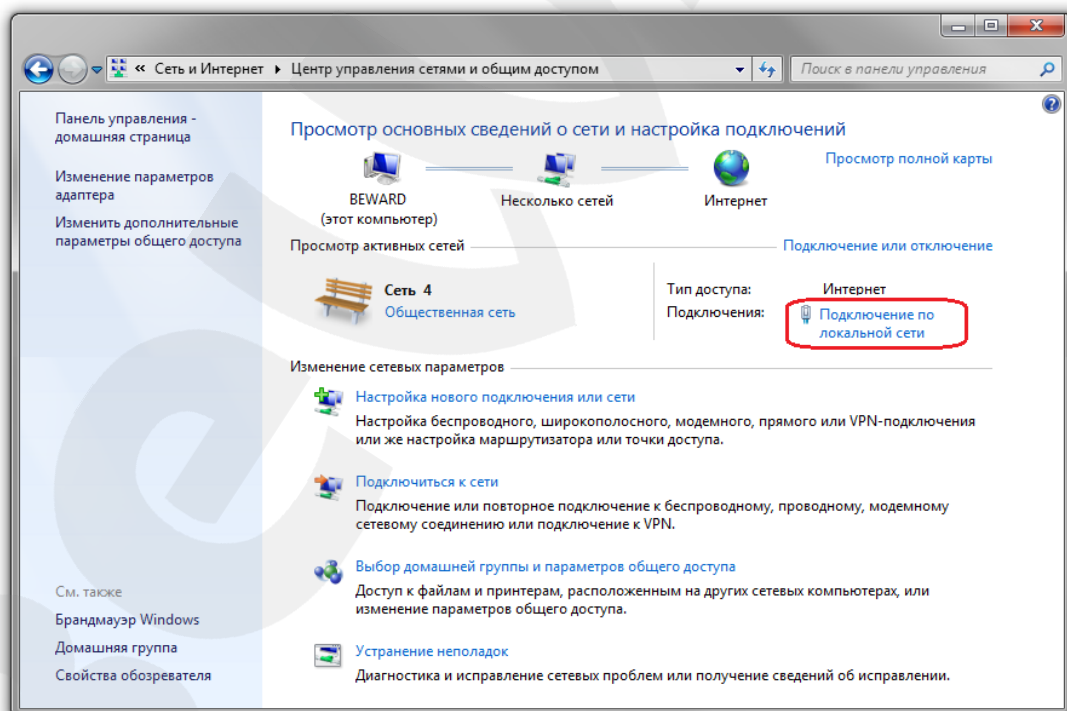 « Сеть и Интернет ▸ Центр управления сетями и общим доступом
Поиск в панели управления
Панель управления -
домашняя страница
Изменение параметров
адаптера
Изменить дополнительные
параметры общего доступа
Просмотр основных сведений о сети и настройка подключений
Просмотр полной карты
BEWARD
(этот компьютер)
Несколько сетей
Интернет
Просмотр активных сетей
Подключение или отключение
Сеть 4
Общественная сеть
Тип доступа: Интернет
Подключения: Подключение по
локальной сети
Изменение сетевых параметров
Настройка нового подключения или сети
Настройка беспроводного, широкополосного, модемного, прямого или VPN-подключения
или же настройка маршрутизатора или точки доступа.
Подключиться к сети
Подключение или повторное подключение к беспроводному, проводному, модемному
сетевому соединению или подключение к VPN.
Выбор домашней группы и параметров общего доступа
Доступ к файлам и принтерам, расположенным на других сетевых компьютерах, или
изменение параметров общего доступа.
Устранение неполадок
Диагностика и исправление сетевых проблем или получение сведений об исправлении.
См. также
Брандмауэр Windows
Домашняя группа
Свойства обозревателя